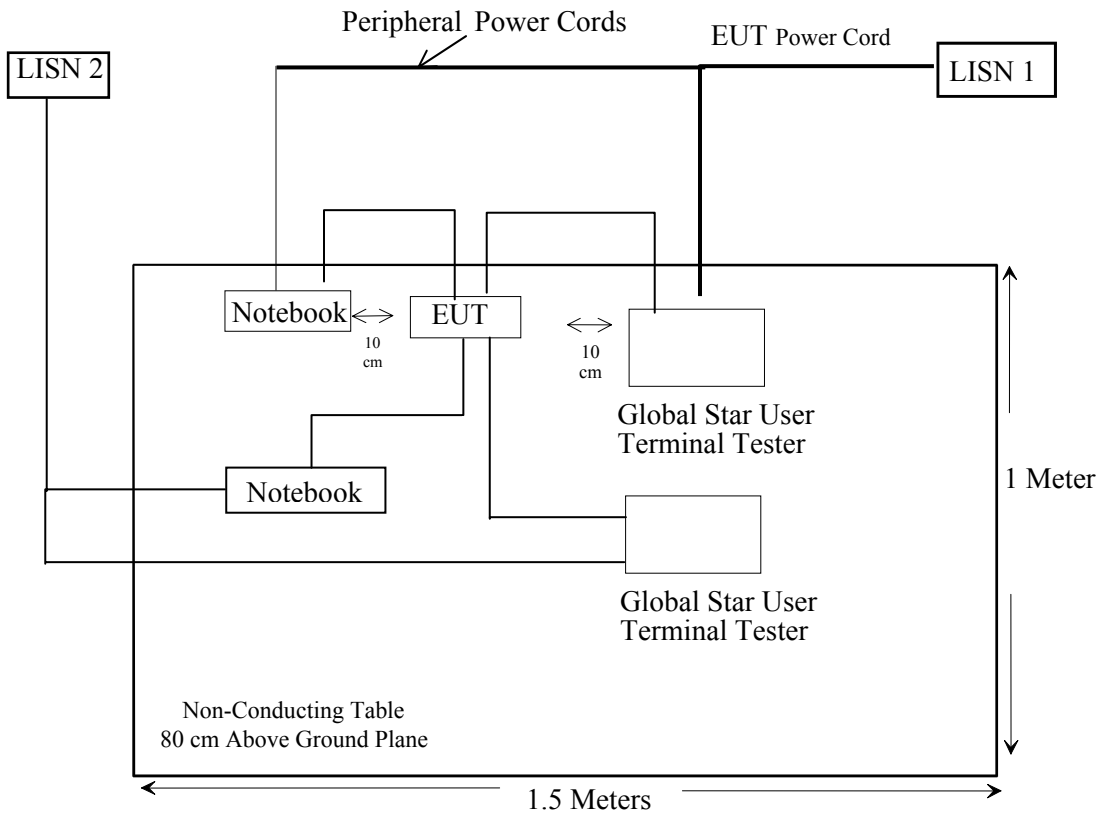 Peripheral Power Cords
EUT Power Cord
LISN 2
LISN 1
Notebook
EUT
10
cm
10
cm
Global Star User
Terminal Tester
1 Meter
Notebook
Global Star User
Terminal Tester
Non-Conducting Table
80 cm Above Ground Plane
1.5 Meters